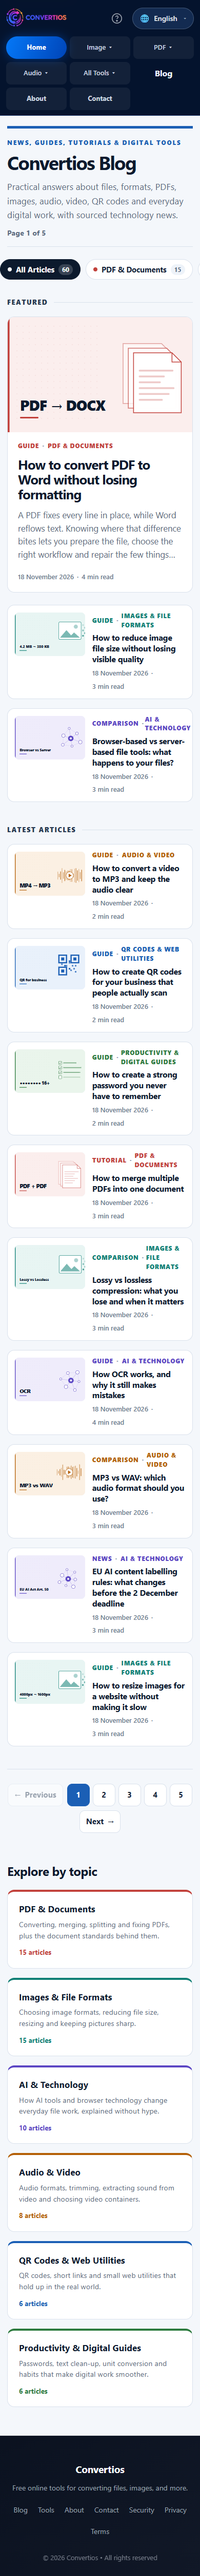 CONVERTIOS
English
Home
Image
PDF
Audio
All Tools
Blog
About
Contact
NEWS, GUIDES, TUTORIALS & DIGITAL TOOLS
Convertios Blog
Practical answers about files, formats, PDFs,
images, audio, video, QR codes and everyday
digital work, with sourced technology news.
Page 1 of 5
All Articles 60
PDF & Documents 15
FEATURED
PDF → DOCX
GUIDE · PDF & DOCUMENTS
How to convert PDF to
Word without losing
formatting
A PDF fixes every line in place, while Word
reflows text. Knowing where that difference
bites lets you prepare the file, choose the
right workflow and repair the few things...
18 November 2026 · 4 min read
4.2 MB → 380 KB
GUIDE · IMAGES & FILE
FORMATS
How to reduce image
file size without losing
visible quality
18 November 2026 ·
3 min read
Browser vs Server
COMPARISON · AI &
TECHNOLOGY
Browser-based vs server-
based file tools: what
happens to your files?
18 November 2026 ·
3 min read
LATEST ARTICLES
MP4 → MP3
GUIDE · AUDIO & VIDEO
How to convert a video
to MP3 and keep the
audio clear
18 November 2026 ·
2 min read
QR for business
GUIDE · QR CODES & WEB
UTILITIES
How to create QR codes
for your business that
people actually scan
18 November 2026 ·
2 min read
•••••••• 16+
GUIDE · PRODUCTIVITY &
DIGITAL GUIDES
How to create a strong
password you never
have to remember
18 November 2026 ·
2 min read
PDF + PDF
TUTORIAL · PDF &
DOCUMENTS
How to merge multiple
PDFs into one document
18 November 2026 ·
3 min read
Lossy vs Lossless
COMPARISON · IMAGES &
FILE
FORMATS
Lossy vs lossless
compression: what you
lose and when it matters
18 November 2026 ·
3 min read
OCR
GUIDE · AI & TECHNOLOGY
How OCR works, and
why it still makes
mistakes
18 November 2026 ·
4 min read
MP3 vs WAV
COMPARISON · AUDIO &
VIDEO
MP3 vs WAV: which
audio format should you
use?
18 November 2026 ·
3 min read
EU AI Act Art. 50
NEWS · AI & TECHNOLOGY
EU AI content labelling
rules: what changes
before the 2 December
deadline
18 November 2026 ·
3 min read
GUIDE · IMAGES & FILE
FORMATS
How to resize images for
a website without
making it slow
18 November 2026 ·
3 min read
← Previous
1
2
3
4
5
Next →
Explore by topic
PDF & Documents
Converting, merging, splitting and fixing PDFs,
plus the document standards behind them.
15 articles
Images & File Formats
Choosing image formats, reducing file size,
resizing and keeping pictures sharp.
15 articles
AI & Technology
How AI tools and browser technology change
everyday file work, explained without hype.
10 articles
Audio & Video
Audio formats, trimming, extracting sound from
video and choosing video containers.
8 articles
QR Codes & Web Utilities
QR codes, short links and small web utilities that
hold up in the real world.
6 articles
Productivity & Digital Guides
Passwords, text clean-up, unit conversion and
habits that make digital work smoother.
6 articles
Convertios
Free online tools for converting files, images, and more.
Blog Tools About Contact Security Privacy
Terms
© 2026 Convertios • All rights reserved